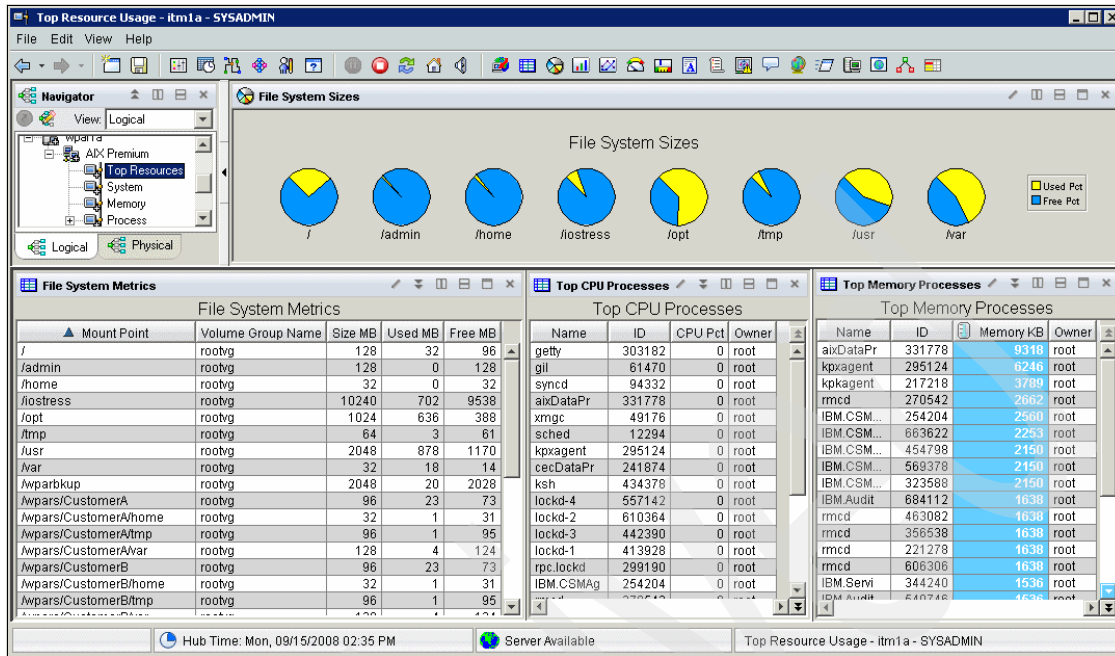 Top Resource Usage - itm1a - SYSADMIN
File Edit View Help
Navigator
View: Logical
wparra
AIX Premium
Top Resources
System
Memory
Process
Logical Physical
File System Sizes
File System Sizes
/ /admin /home /iostress /opt /tmp /usr /var
Used Pct
Free Pct
File System Metrics
File System Metrics
Mount Point Volume Group Name Size MB Used MB Free MB
/ rootvg 128 32 96
/admin rootvg 128 0 128
/home rootvg 32 0 32
/iostress rootvg 10240 702 9538
/opt rootvg 1024 636 388
/tmp rootvg 64 3 61
/usr rootvg 2048 878 1170
/var rootvg 32 18 14
/wparbkup rootvg 2048 20 2028
/wpars/CustomerA rootvg 96 23 73
/wpars/CustomerA/home rootvg 32 1 31
/wpars/CustomerA/tmp rootvg 96 1 95
/wpars/CustomerA/var rootvg 128 4 124
/wpars/CustomerB rootvg 96 23 73
/wpars/CustomerB/home rootvg 32 1 31
/wpars/CustomerB/tmp rootvg 96 1 95
Top CPU Processes
Top CPU Processes
Name ID CPU Pct Owner
getty 303182 0 root
gil 61470 0 root
syncd 94332 0 root
aixDataPr 331778 0 root
xmgc 49176 0 root
sched 12294 0 root
kpxagent 295124 0 root
cecDataPr 241874 0 root
ksh 434378 0 root
lockd-4 557142 0 root
lockd-2 610364 0 root
lockd-3 442390 0 root
lockd-1 413928 0 root
rpc.lockd 299190 0 root
IBM.CSMAg 254204 0 root
Top Memory Processes
Top Memory Processes
Name ID Memory KB Owner
aixDataPr 331778 9318 root
kpxagent 295124 6246 root
kpkagent 217218 3789 root
rmcd 270542 2662 root
IBM.CSM... 254204 2560 root
IBM.CSM... 663622 2253 root
IBM.CSM... 454798 2150 root
IBM.CSM... 569378 2150 root
IBM.CSM... 323588 2150 root
IBM.Audit 684112 1638 root
rmcd 463082 1638 root
rmcd 356538 1638 root
rmcd 221278 1638 root
rmcd 606306 1638 root
IBM.Servi 344240 1536 root
IBM.Audit 540746 1536 root
Hub Time: Mon, 09/15/2008 02:35 PM
Server Available
Top Resource Usage - itm1a - SYSADMIN